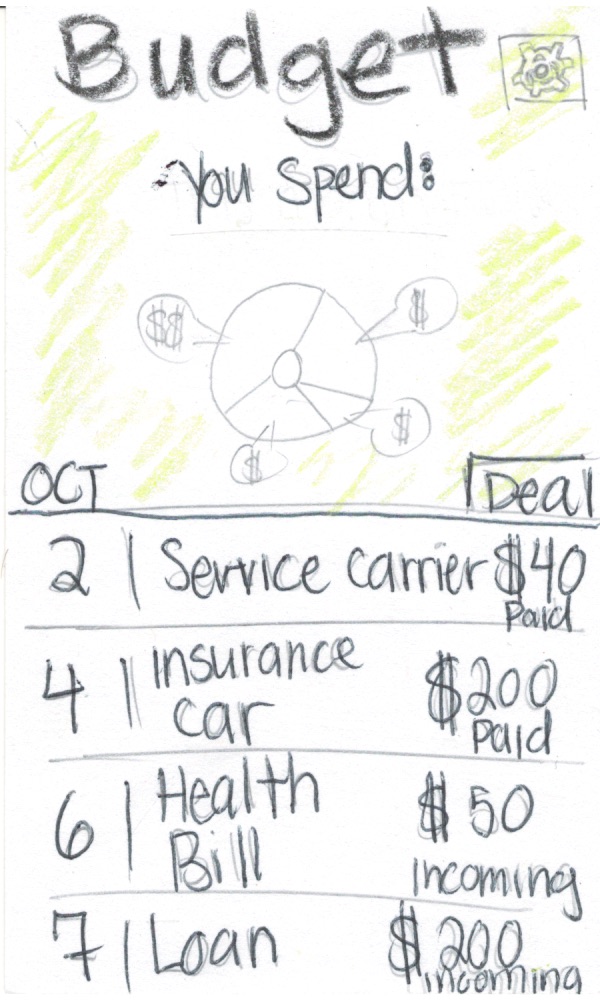 Budget
You Spend:
$$
$
$
$
OCT Deal
2 | Service carrier $40
Paid
4 | insurance
car
$200
Paid
6 | Health
Bill
$50
incoming
7 | Loan $200
incoming